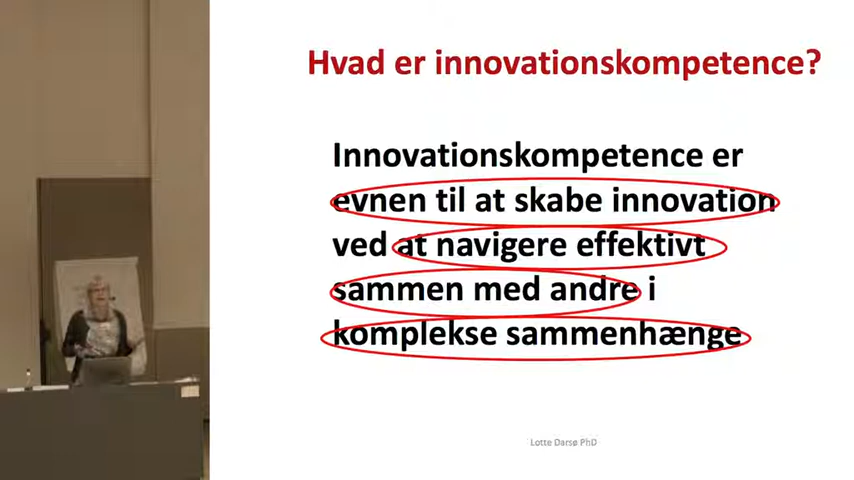 Hvad er innovationskompetence?
Innovationskompetence er
evnen til at skabe innovation
ved at navigere effektivt
sammen med andre i
komplekse sammenhænge
Lotte Darsø PhD